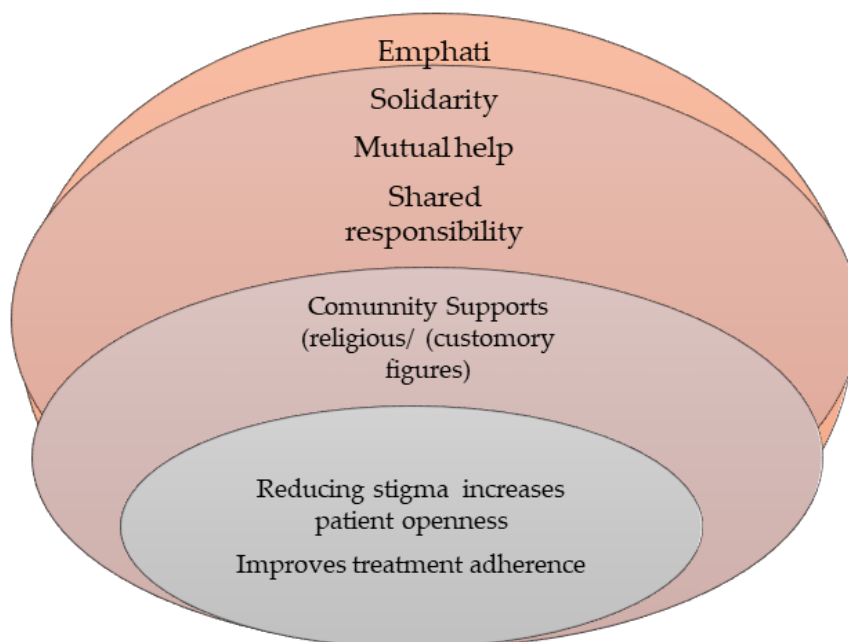 Emphati
Solidarity
Mutual help
Shared
responsibility
Comunnity Supports
(religious/ (customory
figures)
Reducing stigma increases
patient openness
Improves treatment adherence